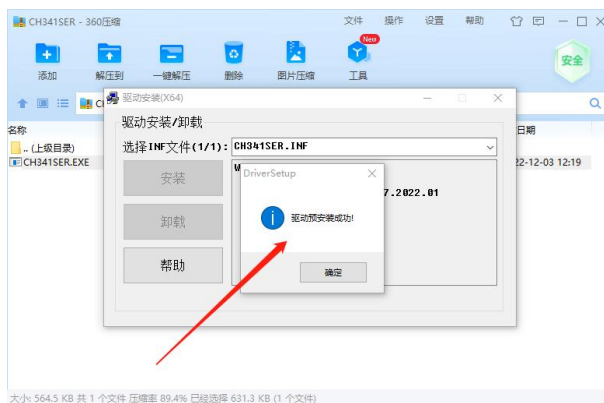 CH341SER - 360压缩
文件 操作 设置 帮助
New
添加 解压到 一键解压 删除 图片压缩 工具
安全
名称
日期
.. (上级目录)
CH341SER.EXE
22-12-03 12:19
驱动安装(X64)
驱动安装/卸载
选择INF文件(1/1): CH341SER.INF
安装
卸载
帮助
7.2022.01
DriverSetup
驱动预安装成功!
确定
大小: 564.5 KB 共 1 个文件 压缩率 89.4% 已经选择 631.3 KB (1 个文件)